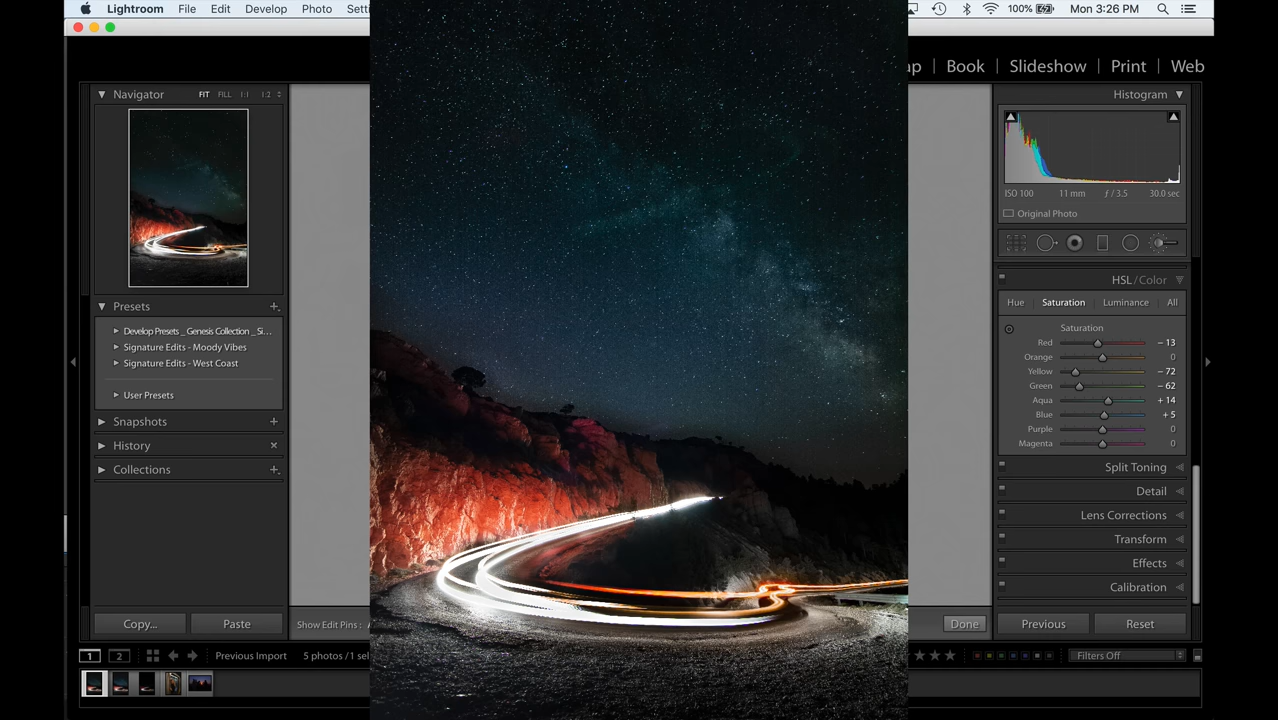 Lightroom File Edit Develop Photo 100% Mon 3:26 PM
Book | Slideshow | Print | Web
Navigator FIT FILL 1:1 1:2
Histogram
ISO 100 11 mm ƒ / 3.5 30.0 sec
Original Photo
Presets
Develop Presets _ Genesis Collection _ Si...
Signature Edits - Moody Vibes
Signature Edits - West Coast
User Presets
Snapshots
History
Collections
HSL / Color
Hue Saturation Luminance All
Saturation
Red - 13
Orange 0
Yellow - 72
Green - 62
Aqua + 14
Blue + 5
Purple 0
Magenta 0
Split Toning
Detail
Lens Corrections
Transform
Effects
Calibration
Copy... Paste
Show Edit Pins :
Done
Previous Reset
1 2 Previous Import 5 photos / 1 sel
Filters Off